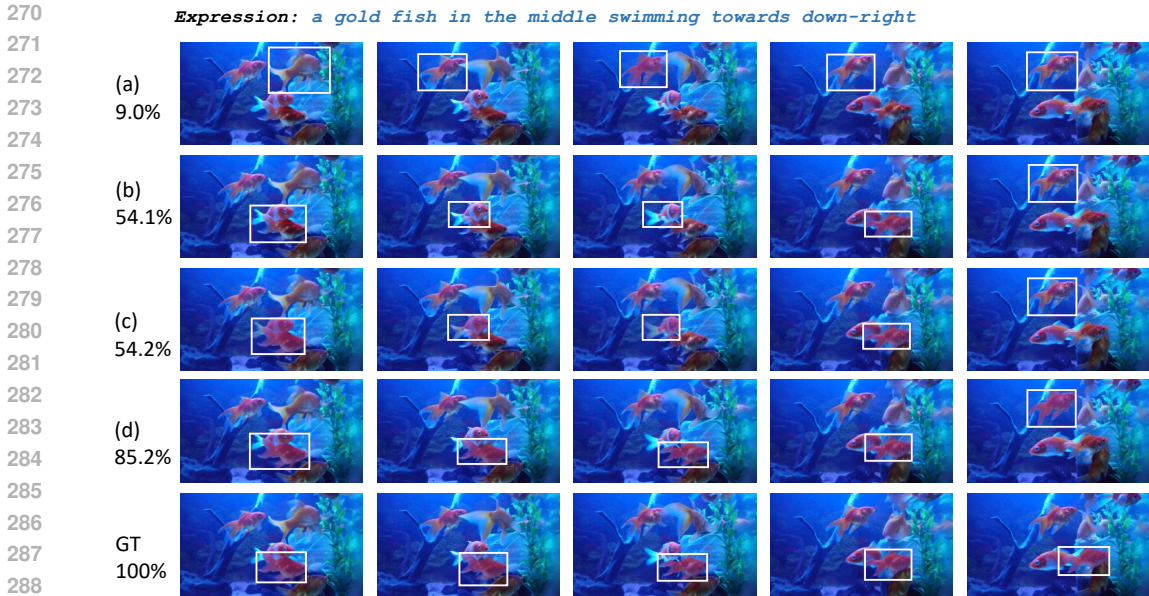 270 Expression: a gold fish in the middle swimming towards down-right
271
272 (a)
273 9.0%
274
275 (b)
276 54.1%
277
278
279 (c)
280 54.2%
281
282
283 (d)
284 85.2%
285
286 GT
287 100%
288